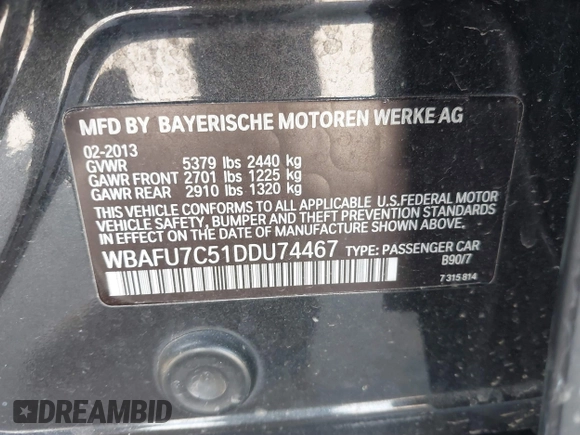 MFD BY BAYERISCHE MOTOREN WERKE AG
02-2013
GVWR 5379 lbs 2440 kg
GAWR FRONT 2701 lbs 1225 kg
GAWR REAR 2910 lbs 1320 kg
THIS VEHICLE CONFORMS TO ALL APPLICABLE U.S.FEDERAL MOTOR
VEHICLE SAFETY, BUMPER AND THEFT PREVENTION STANDARDS
IN EFFECT ON THE DATE OF MANUFACTURE SHOWN ABOVE.
WBAFU7C51DDU74467 TYPE: PASSENGER CAR
B90/7
7 315 814
DREAMBID